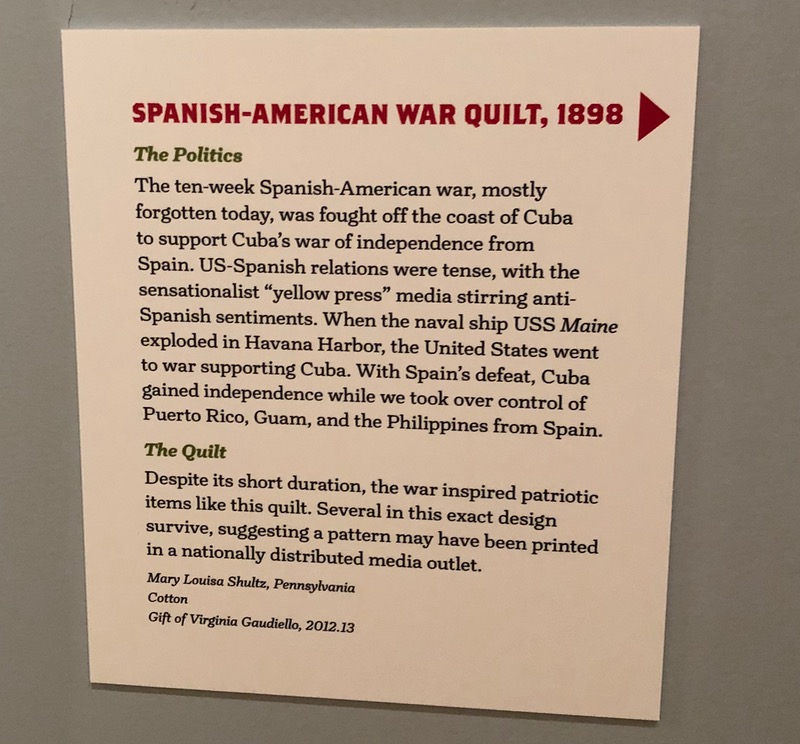 SPANISH-AMERICAN WAR QUILT, 1898
The Politics
The ten-week Spanish-American war, mostly
forgotten today, was fought off the coast of Cuba
to support Cuba's war of independence from
Spain. US-Spanish relations were tense, with the
sensationalist “yellow press” media stirring anti-
Spanish sentiments. When the naval ship USS Maine
exploded in Havana Harbor, the United States went
to war supporting Cuba. With Spain's defeat, Cuba
gained independence while we took over control of
Puerto Rico, Guam, and the Philippines from Spain.
The Quilt
Despite its short duration, the war inspired patriotic
items like this quilt. Several in this exact design
survive, suggesting a pattern may have been printed
in a nationally distributed media outlet.
Mary Louisa Shultz, Pennsylvania
Cotton
Gift of Virginia Gaudiello, 2012.13